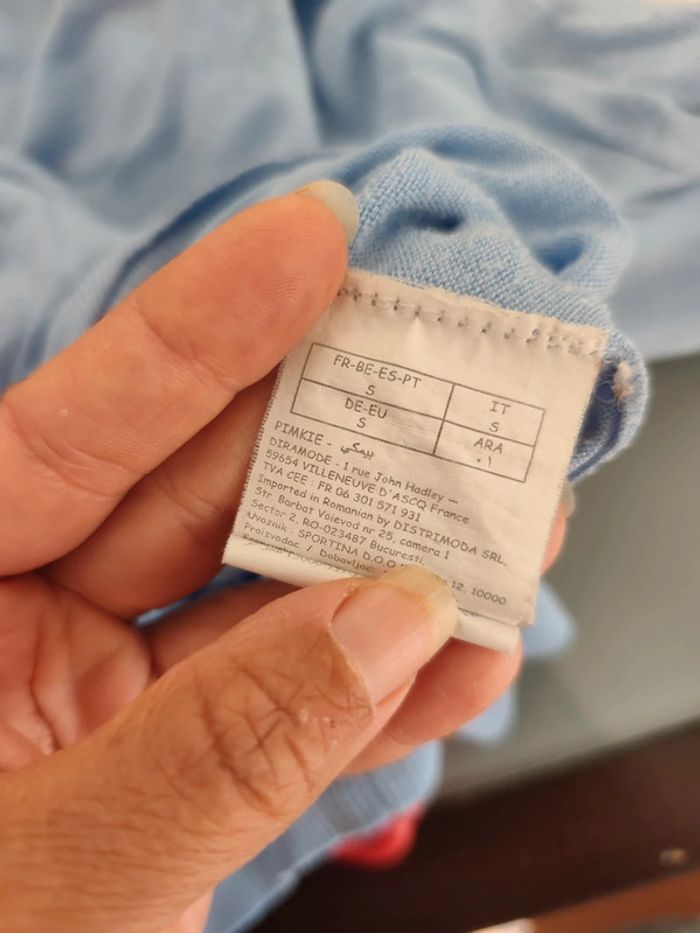 FR-BE-ES-PT
S
IT
S
DE-EU
S
ARA
٠١
PIMKIE - بيمكي
DIRAMODE - 1 rue John Hadley –
59654 VILLENEUVE D'ASCQ France
TVA CEE : FR 06 301 571 931
Imported in Romanian by DISTRIMODA SRL,
Str. Barbat Voievod nr 25, camera 1
Sector 2, RO-023487 Bucuresti.
Uvoznik : SPORTINA D.O.O 12, 10000
Proizvodac / Dobavljac: